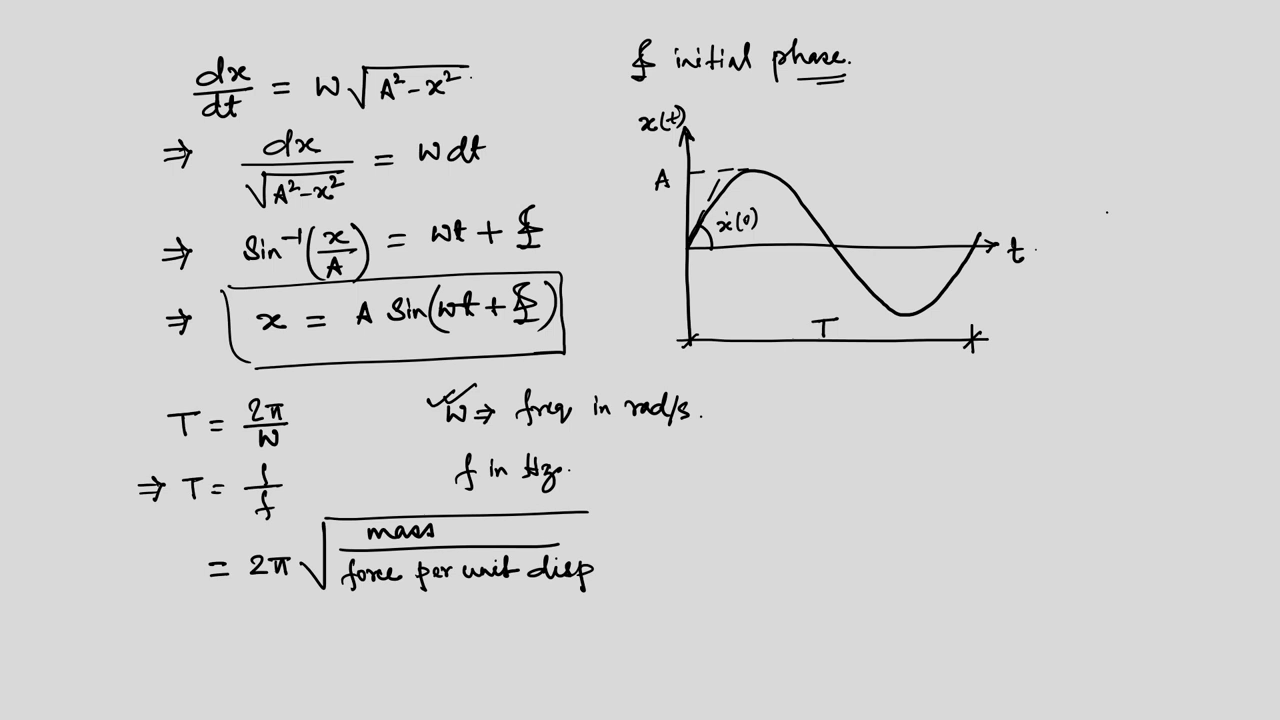 dx/dt = W√(A²-x²)
⇒ dx/√(A²-x²) = W dt
⇒ Sin⁻¹(x/A) = Wt + Φ
⇒ x = A Sin(Wt + Φ)
T = 2π/W
⇒ T = 1/f
= 2π √(mass/force per unit disp)
Φ initial phase.
x(t)
A
ẋ(0)
t
T
W ⇒ freq in rad/s.
f in Hz.